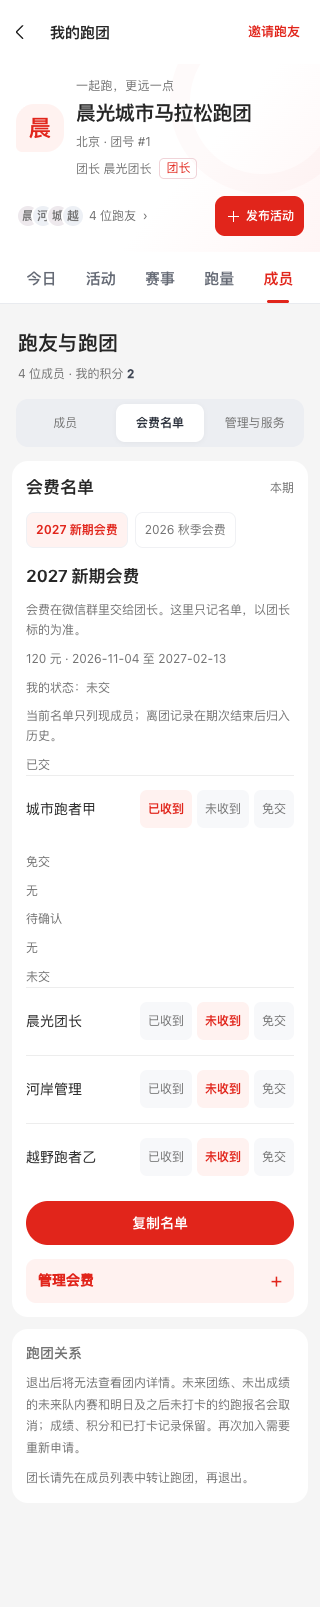 我的跑团
邀请跑友
一起跑，更远一点
晨
晨光城市马拉松跑团
北京 · 团号 #1
团长 晨光团长 团长
晨 河 城 越 4 位跑友 ›
＋ 发布活动
今日 活动 赛事 跑量 成员
跑友与跑团
4 位成员 · 我的积分 2
成员 会费名单 管理与服务
会费名单 本期
2027 新期会费 2026 秋季会费
2027 新期会费
会费在微信群里交给团长。这里只记名单，以团长
标的为准。
120 元 · 2026-11-04 至 2027-02-13
我的状态：未交
当前名单只列现成员；离团记录在期次结束后归入
历史。
已交
城市跑者甲 已收到 未收到 免交
免交
无
待确认
无
未交
晨光团长 已收到 未收到 免交
河岸管理 已收到 未收到 免交
越野跑者乙 已收到 未收到 免交
复制名单
管理会费 +
跑团关系
退出后将无法查看团内详情。未来团练、未出成绩
的未来队内赛和明日及之后未打卡的约跑报名会取
消；成绩、积分和已打卡记录保留。再次加入需要
重新申请。
团长请先在成员列表中转让跑团，再退出。